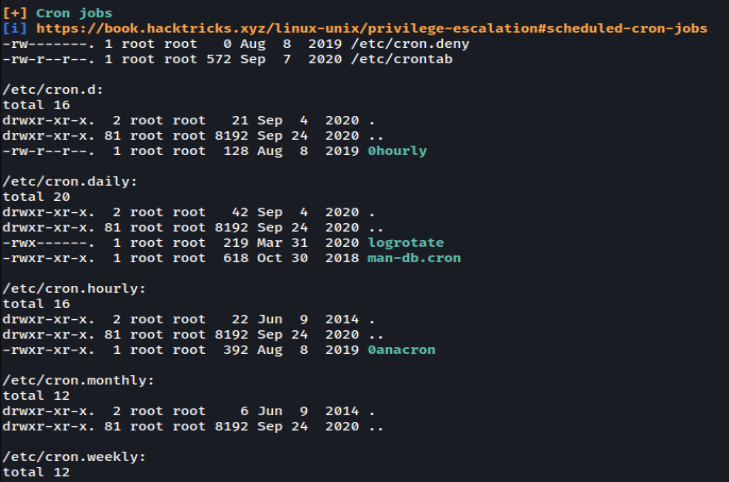 [+] Cron jobs
[i] https://book.hacktricks.xyz/linux-unix/privilege-escalation#scheduled-cron-jobs
-rw-------. 1 root root   0 Aug  8  2019 /etc/cron.deny
-rw-r--r--. 1 root root 572 Sep  7  2020 /etc/crontab

/etc/cron.d:
total 16
drwxr-xr-x.  2 root root   21 Sep  4  2020 .
drwxr-xr-x. 81 root root 8192 Sep 24  2020 ..
-rw-r--r--.  1 root root  128 Aug  8  2019 0hourly

/etc/cron.daily:
total 20
drwxr-xr-x.  2 root root   42 Sep  4  2020 .
drwxr-xr-x. 81 root root 8192 Sep 24  2020 ..
-rwx------.  1 root root  219 Mar 31  2020 logrotate
-rwxr-xr-x.  1 root root  618 Oct 30  2018 man-db.cron

/etc/cron.hourly:
total 16
drwxr-xr-x.  2 root root   22 Jun  9  2014 .
drwxr-xr-x. 81 root root 8192 Sep 24  2020 ..
-rwxr-xr-x.  1 root root  392 Aug  8  2019 0anacron

/etc/cron.monthly:
total 12
drwxr-xr-x.  2 root root    6 Jun  9  2014 .
drwxr-xr-x. 81 root root 8192 Sep 24  2020 ..

/etc/cron.weekly:
total 12